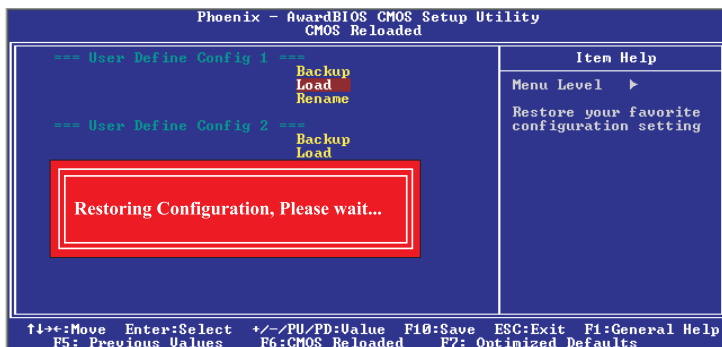 Phoenix - AwardBIOS CMOS Setup Utility
CMOS Reloaded
=== User Define Config 1 ===
Backup
Load
Rename
=== User Define Config 2 ===
Backup
Load
Restoring Configuration, Please wait...
Item Help
Menu Level ►
Restore your favorite
configuration setting
↑↓→←:Move Enter:Select +/-/PU/PD:Value F10:Save ESC:Exit F1:General Help
F5: Previous Values F6:CMOS Reloaded F7: Optimized Defaults